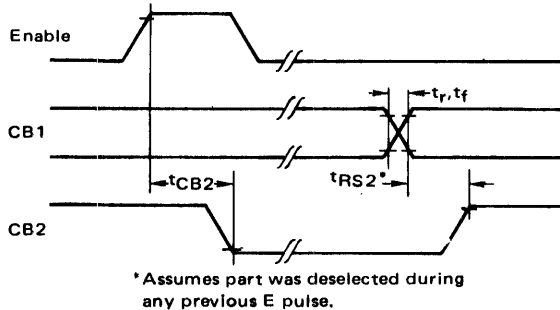 Enable
tr, tf
CB1
tCB2
tRS2*
CB2
*Assumes part was deselected during
any previous E pulse.